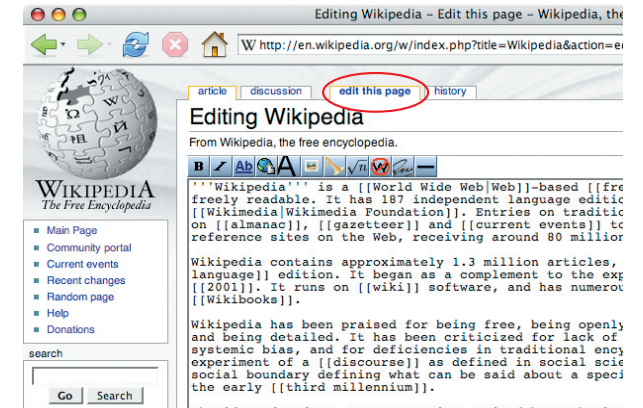 Editing Wikipedia – Edit this page – Wikipedia, the
W http://en.wikipedia.org/w/index.php?title=Wikipedia&action=e
article discussion edit this page history
Editing Wikipedia
From Wikipedia, the free encyclopedia.
B I Ab A √n W
'''Wikipedia''' is a [[World Wide Web|Web]]-based [[fre
freely readable. It has 187 independent language editio
[[Wikimedia|Wikimedia Foundation]]. Entries on traditio
on [[almanac]], [[gazetteer]] and [[current events]] to
reference sites on the Web, receiving around 80 million
Wikipedia contains approximately 1.3 million articles,
language]] edition. It began as a complement to the exp
[[2001]]. It runs on [[wiki]] software, and has numerou
[[Wikibooks]].
Wikipedia has been praised for being free, being openly
and being detailed. It has been criticized for lack of
systemic bias, and for deficiencies in traditional ency
experiment of a [[discourse]] as defined in social scie
social boundary defining what can be said about a speci
the early [[third millennium]].
W Ω И 祖
WIKIPEDIA
The Free Encyclopedia
Main Page
Community portal
Current events
Recent changes
Random page
Help
Donations
search
Go Search